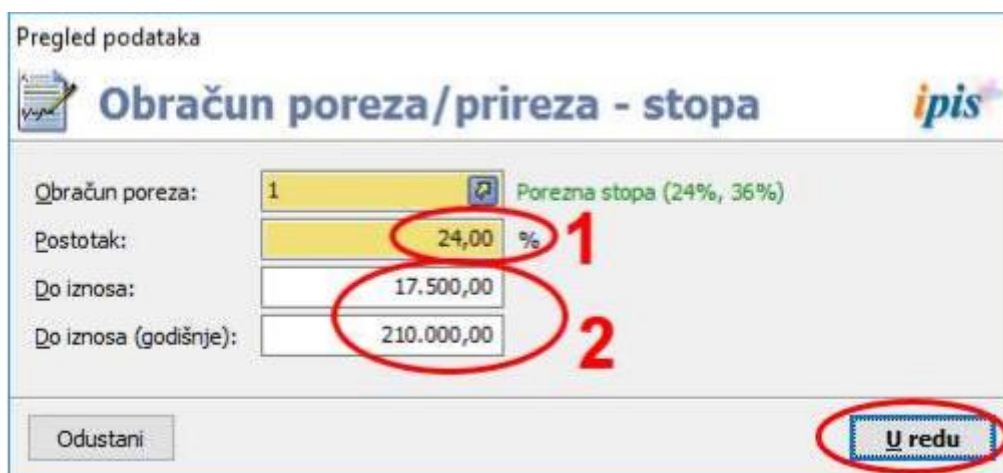 Pregled podataka
Obračun poreza/prireza - stopa
ipis
Obračun poreza: 1 Porezna stopa (24%, 36%)
Postotak: 24,00 % 1
Do iznosa: 17.500,00
Do iznosa (godišnje): 210.000,00 2
Odustani U redu